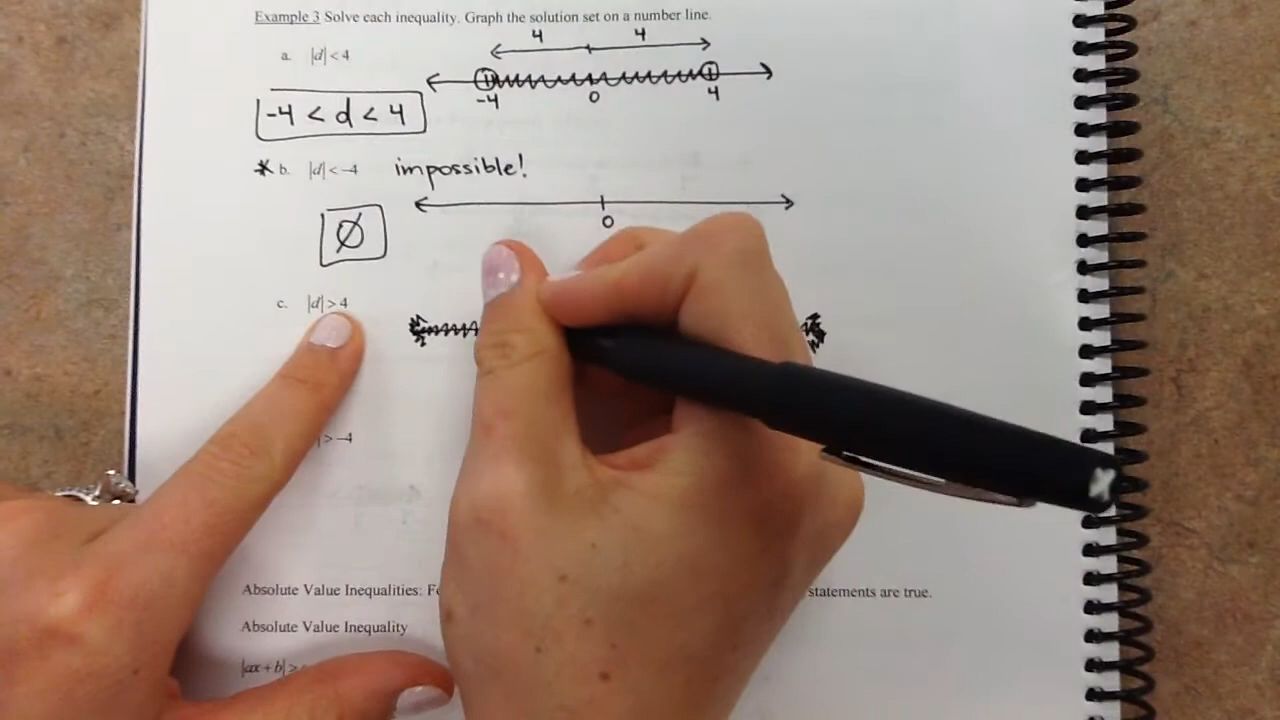 Example 3 Solve each inequality. Graph the solution set on a number line.
4 4
a. |d| < 4
-4 0 4
-4 < d < 4
* b. |d| < -4 impossible!
0
Ø
c. |d| > 4
| > -4
Absolute Value Inequalities: statements are true.
Absolute Value Inequality
|ax + b| >